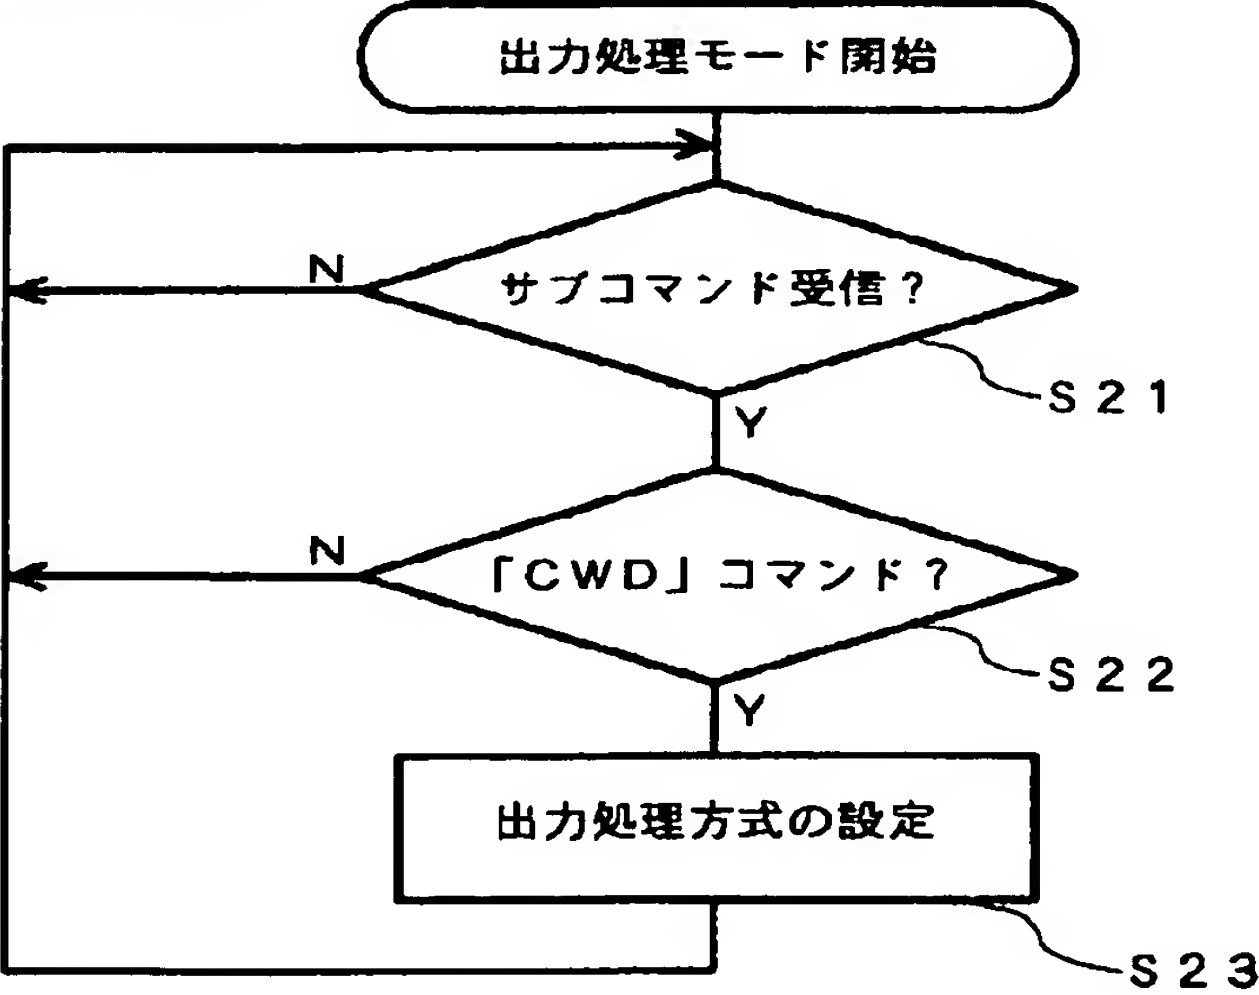 出力処理モード開始
N
サブコマンド受信？
S21
Y
N
「CWD」コマンド？
S22
Y
出力処理方式の設定
S23